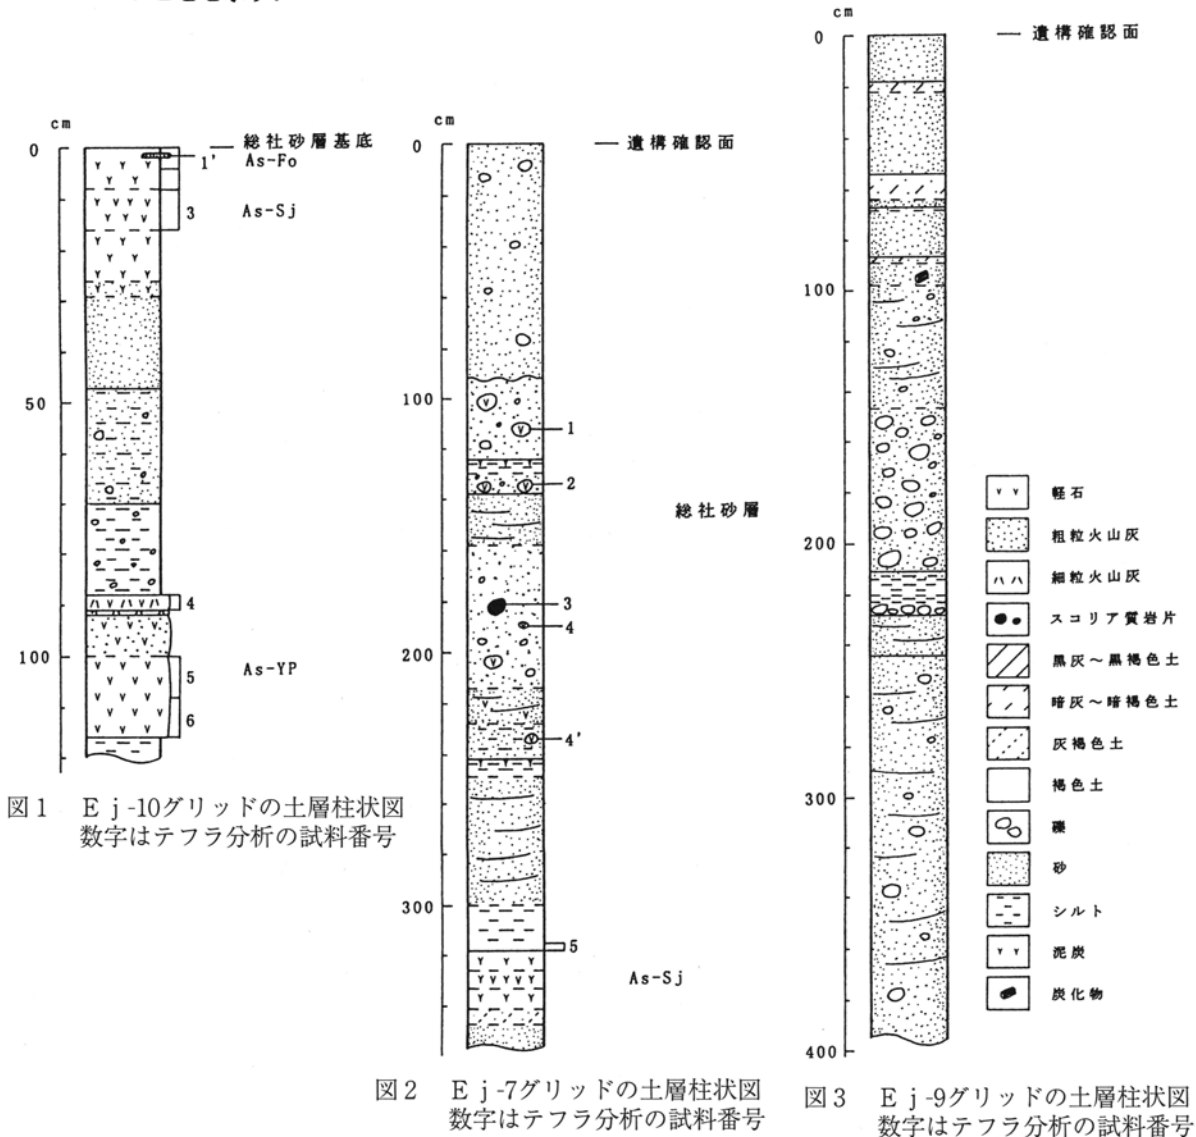 cm
0
50
100
総社砂層基底
1'
As-Fo
3
As-Sj
4
5
As-YP
6
図1 Ej-10グリッドの土層柱状図
数字はテフラ分析の試料番号
cm
0
100
200
300
遺構確認面
1
2
総社砂層
3
4
4'
5
As-Sj
図2 Ej-7グリッドの土層柱状図
数字はテフラ分析の試料番号
cm
0
100
200
300
400
遺構確認面
軽石
粗粒火山灰
細粒火山灰
スコリア質岩片
黒灰～黒褐色土
暗灰～暗褐色土
灰褐色土
褐色土
礫
砂
シルト
泥炭
炭化物
図3 Ej-9グリッドの土層柱状図
数字はテフラ分析の試料番号